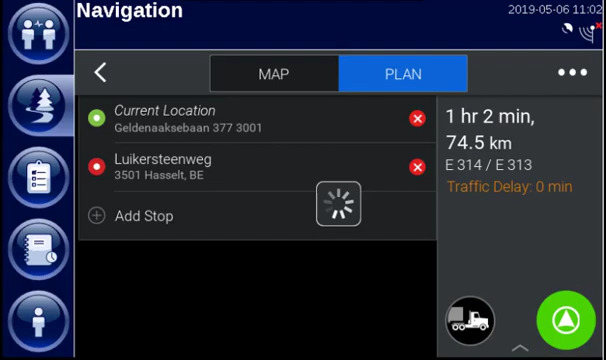 Navigation
2019-05-06 11:02
MAP
PLAN
Current Location
Geldenaaksebaan 377 3001
Luikersteenweg
3501 Hasselt, BE
Add Stop
1 hr 2 min,
74.5 km
E 314 / E 313
Traffic Delay: 0 min